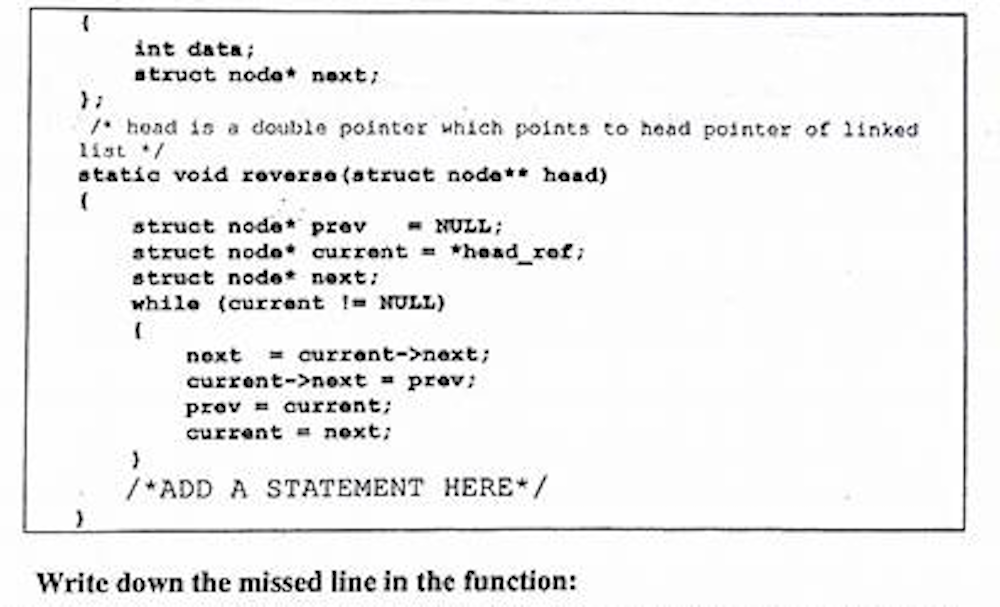 {
int data;
struct node* next;
};
/* head is a double pointer which points to head pointer of linked
list */
static void reverse(struct node** head)
{
struct node* prev = NULL;
struct node* current = *head_ref;
struct node* next;
while (current != NULL)
{
next = current->next;
current->next = prev;
prev = current;
current = next;
}
/*ADD A STATEMENT HERE*/
}
Write down the missed line in the function: